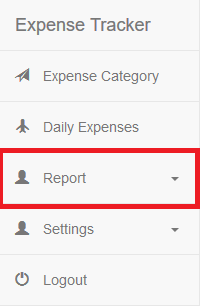 Expense Tracker
Expense Category
Daily Expenses
Report
Settings
Logout